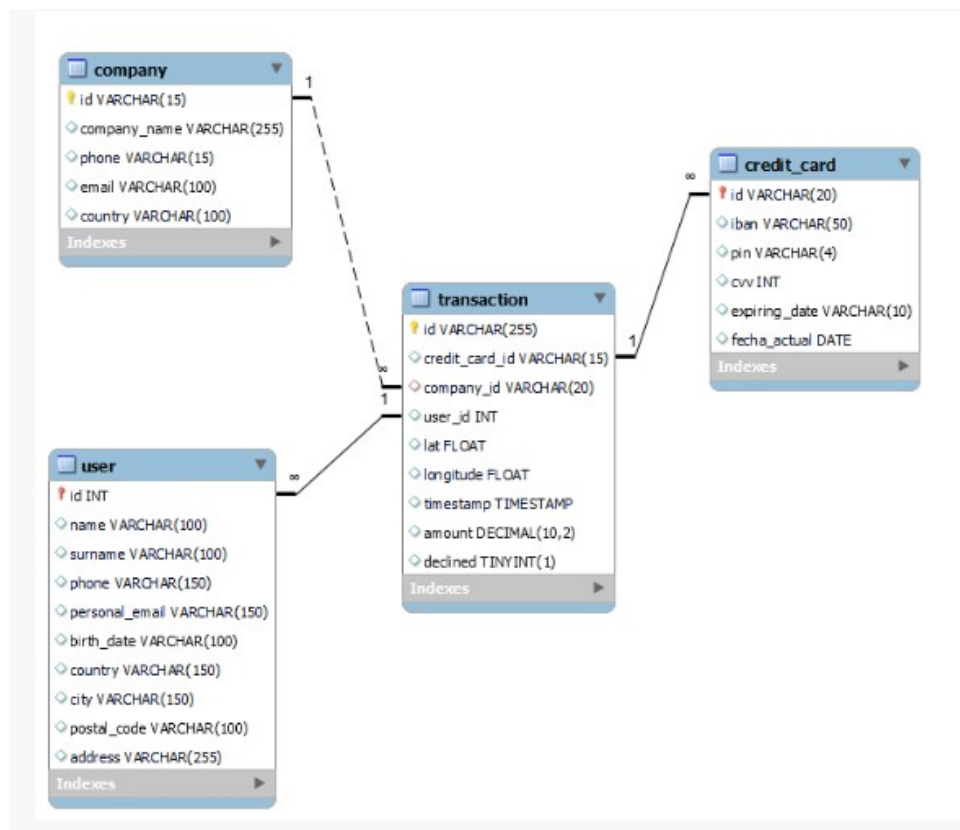 company
id VARCHAR(15)
company_name VARCHAR(255)
phone VARCHAR(15)
email VARCHAR(100)
country VARCHAR(100)
Indexes
1
∞
credit_card
id VARCHAR(20)
iban VARCHAR(50)
pin VARCHAR(4)
cvv INT
expiring_date VARCHAR(10)
fecha_actual DATE
Indexes
∞
1
transaction
id VARCHAR(255)
credit_card_id VARCHAR(15)
company_id VARCHAR(20)
user_id INT
lat FLOAT
longitude FLOAT
timestamp TIMESTAMP
amount DECIMAL(10,2)
declined TINYINT(1)
Indexes
1
∞
user
id INT
name VARCHAR(100)
surname VARCHAR(100)
phone VARCHAR(150)
personal_email VARCHAR(150)
birth_date VARCHAR(100)
country VARCHAR(150)
city VARCHAR(150)
postal_code VARCHAR(100)
address VARCHAR(255)
Indexes